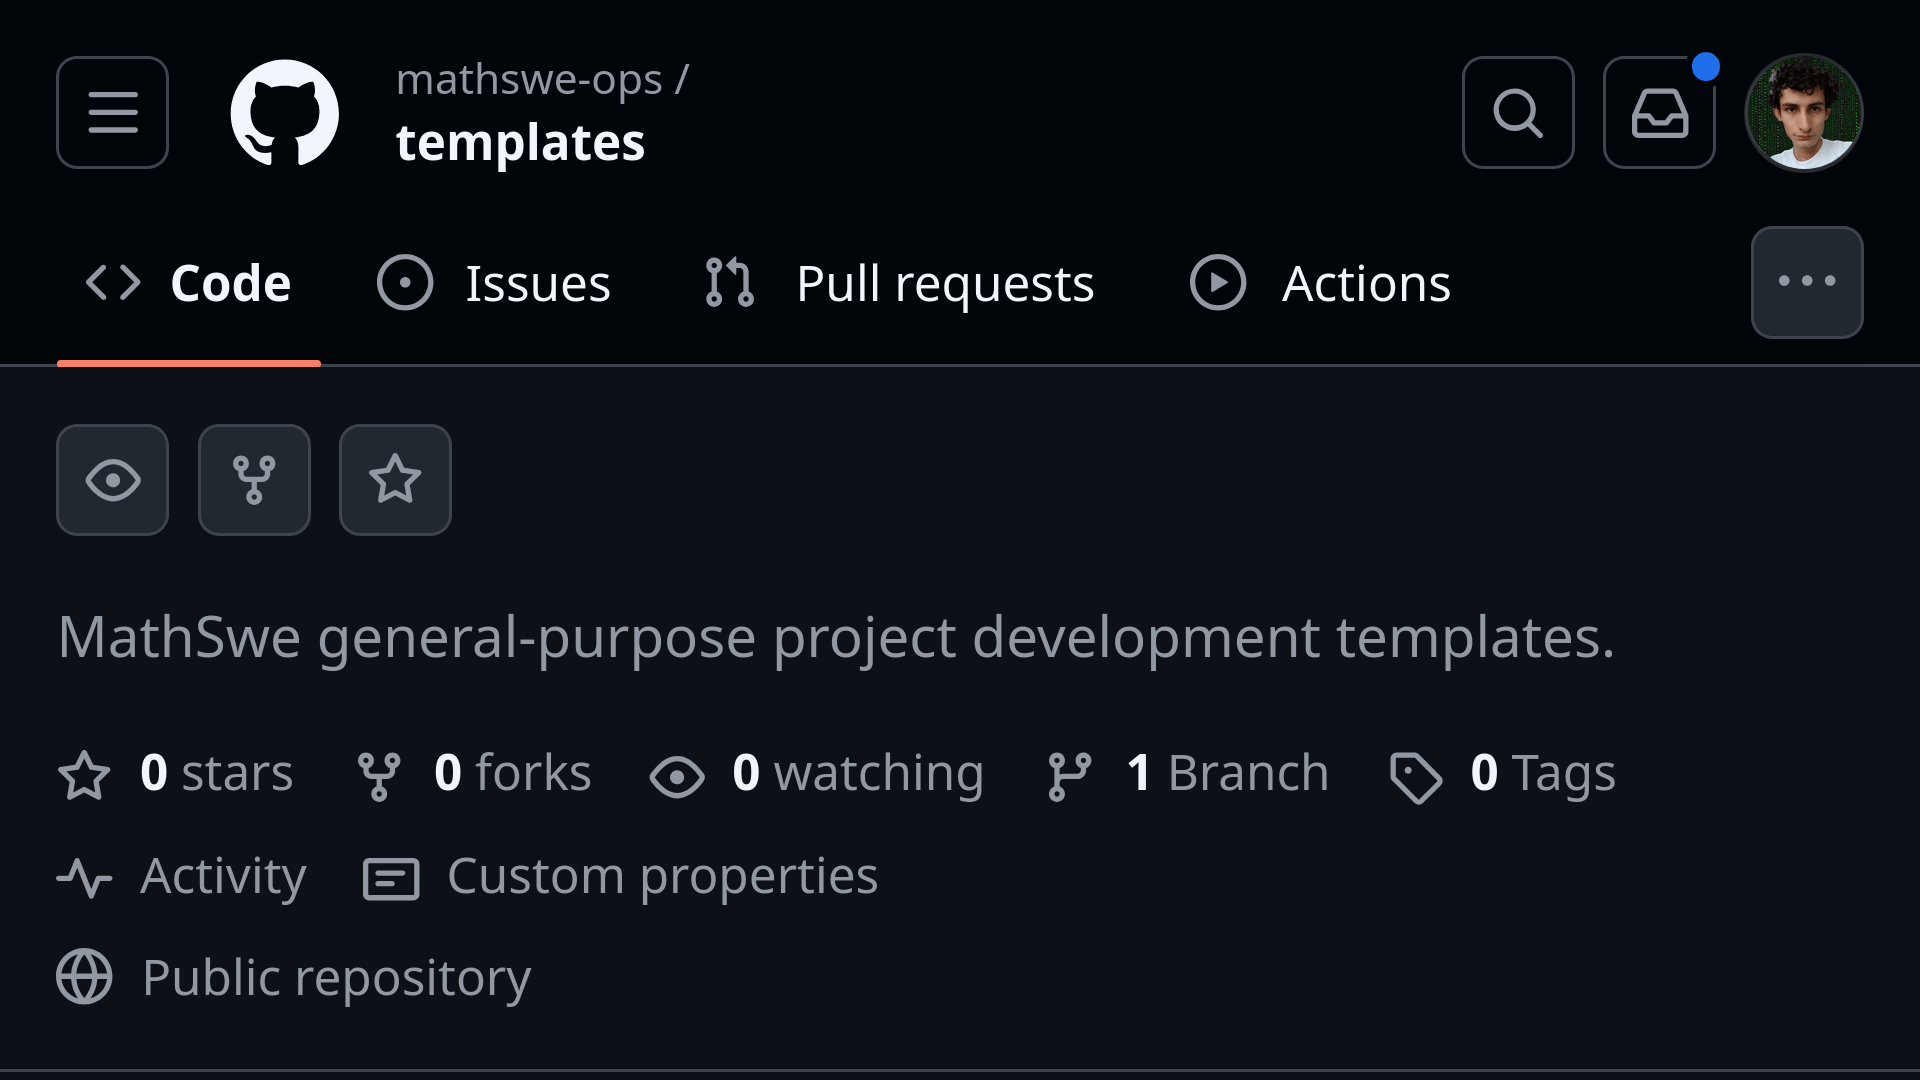 mathswe-ops /
templates
Code Issues Pull requests Actions
MathSwe general-purpose project development templates.
0 stars 0 forks 0 watching 1 Branch 0 Tags
Activity Custom properties
Public repository